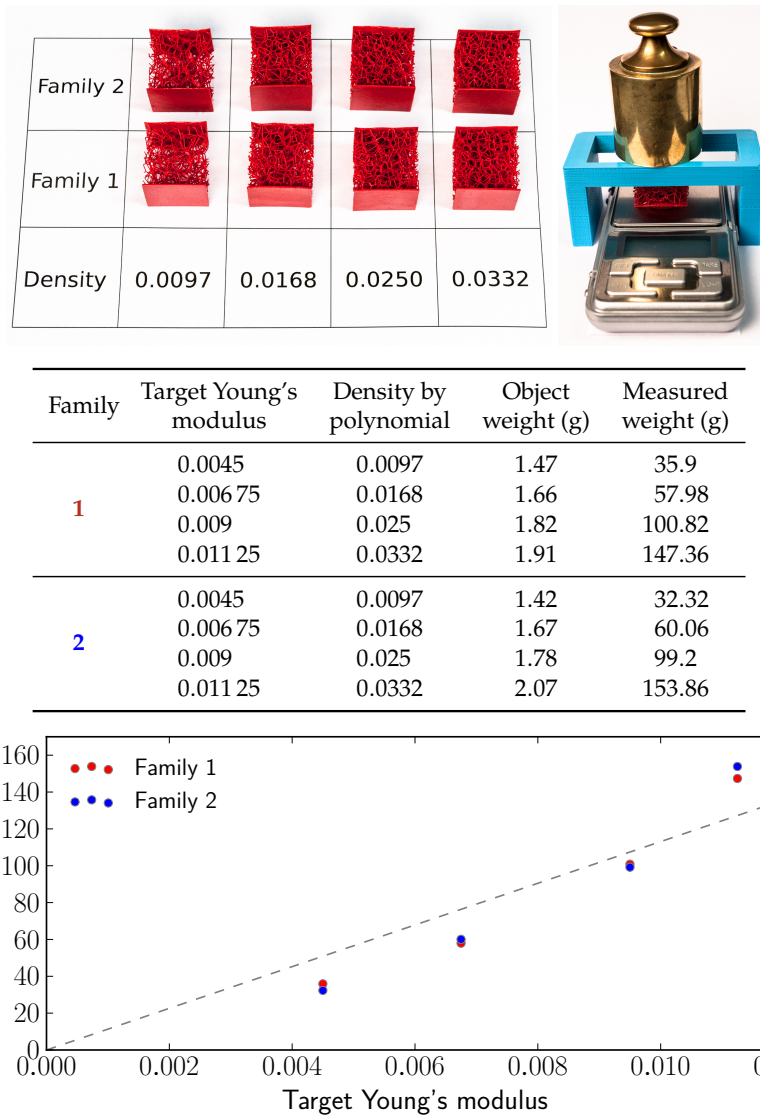 Family 2
Family 1
Density 0.0097 0.0168 0.0250 0.0332
Family Target Young's modulus Density by polynomial Object weight (g) Measured weight (g)
1
0.0045 0.0097 1.47 35.9
0.006 75 0.0168 1.66 57.98
0.009 0.025 1.82 100.82
0.011 25 0.0332 1.91 147.36
2
0.0045 0.0097 1.42 32.32
0.006 75 0.0168 1.67 60.06
0.009 0.025 1.78 99.2
0.011 25 0.0332 2.07 153.86
160
140
120
100
80
60
40
20
0
Family 1
Family 2
0.000 0.002 0.004 0.006 0.008 0.010
Target Young's modulus